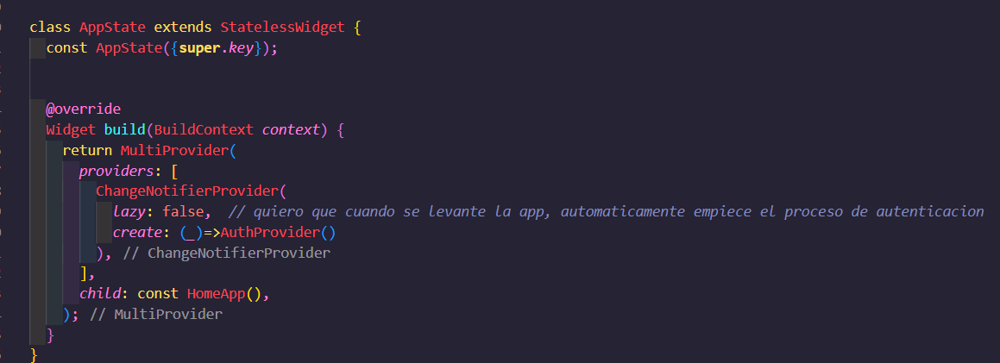 class AppState extends StatelessWidget {
const AppState({super.key});
@override
Widget build(BuildContext context) {
return MultiProvider(
providers: [
ChangeNotifierProvider(
lazy: false, // quiero que cuando se levante la app, automaticamente empiece el proceso de autenticacion
create: (_)=>AuthProvider()
), // ChangeNotifierProvider
],
child: const HomeApp(),
); // MultiProvider
}
}